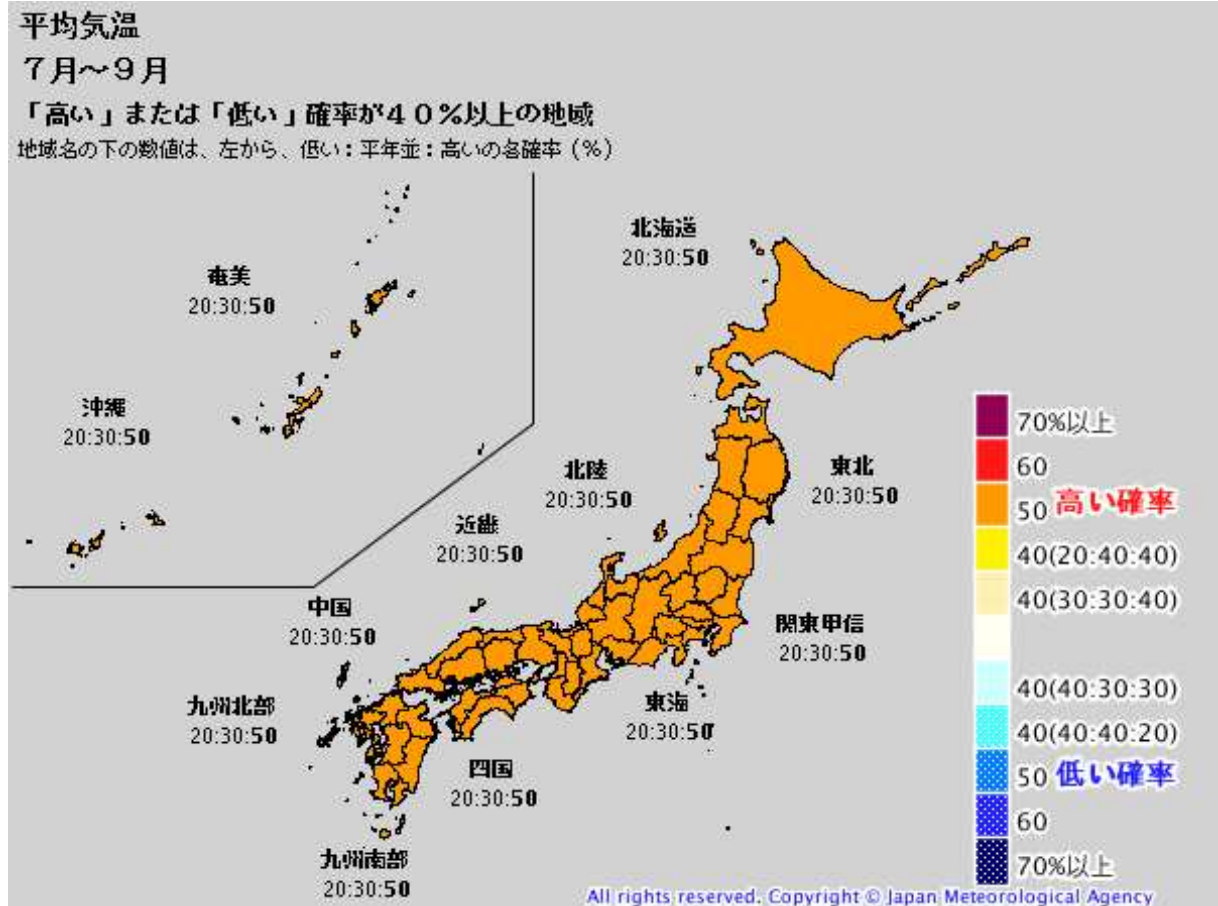 平均気温
7月～9月
「高い」または「低い」確率が40%以上の地域
地域名の下の数値は、左から、低い：平年並：高いの各確率（%）
北海道
20:30:50
奄美
20:30:50
沖縄
20:30:50
北陸
20:30:50
東北
20:30:50
近畿
20:30:50
中国
20:30:50
関東甲信
20:30:50
九州北部
20:30:50
東海
20:30:50
四国
20:30:50
九州南部
20:30:50
70%以上
60
50 高い確率
40(20:40:40)
40(30:30:40)
40(40:30:30)
40(40:40:20)
50 低い確率
60
70%以上
All rights reserved. Copyright © Japan Meteorological Agency